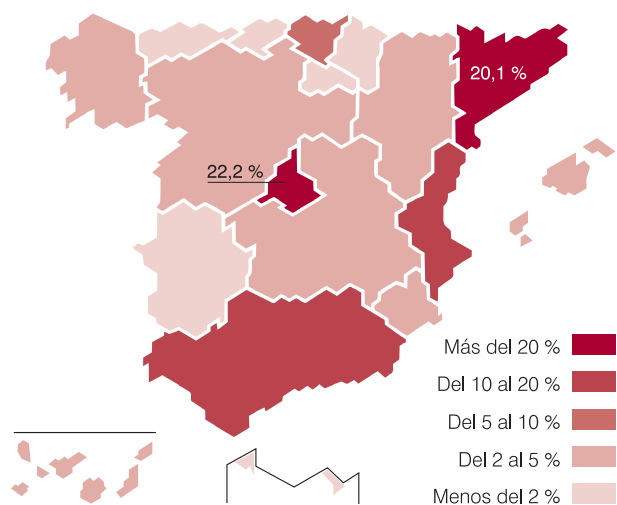 20,1 %
22,2 %
Más del 20 %
Del 10 al 20 %
Del 5 al 10 %
Del 2 al 5 %
Menos del 2 %